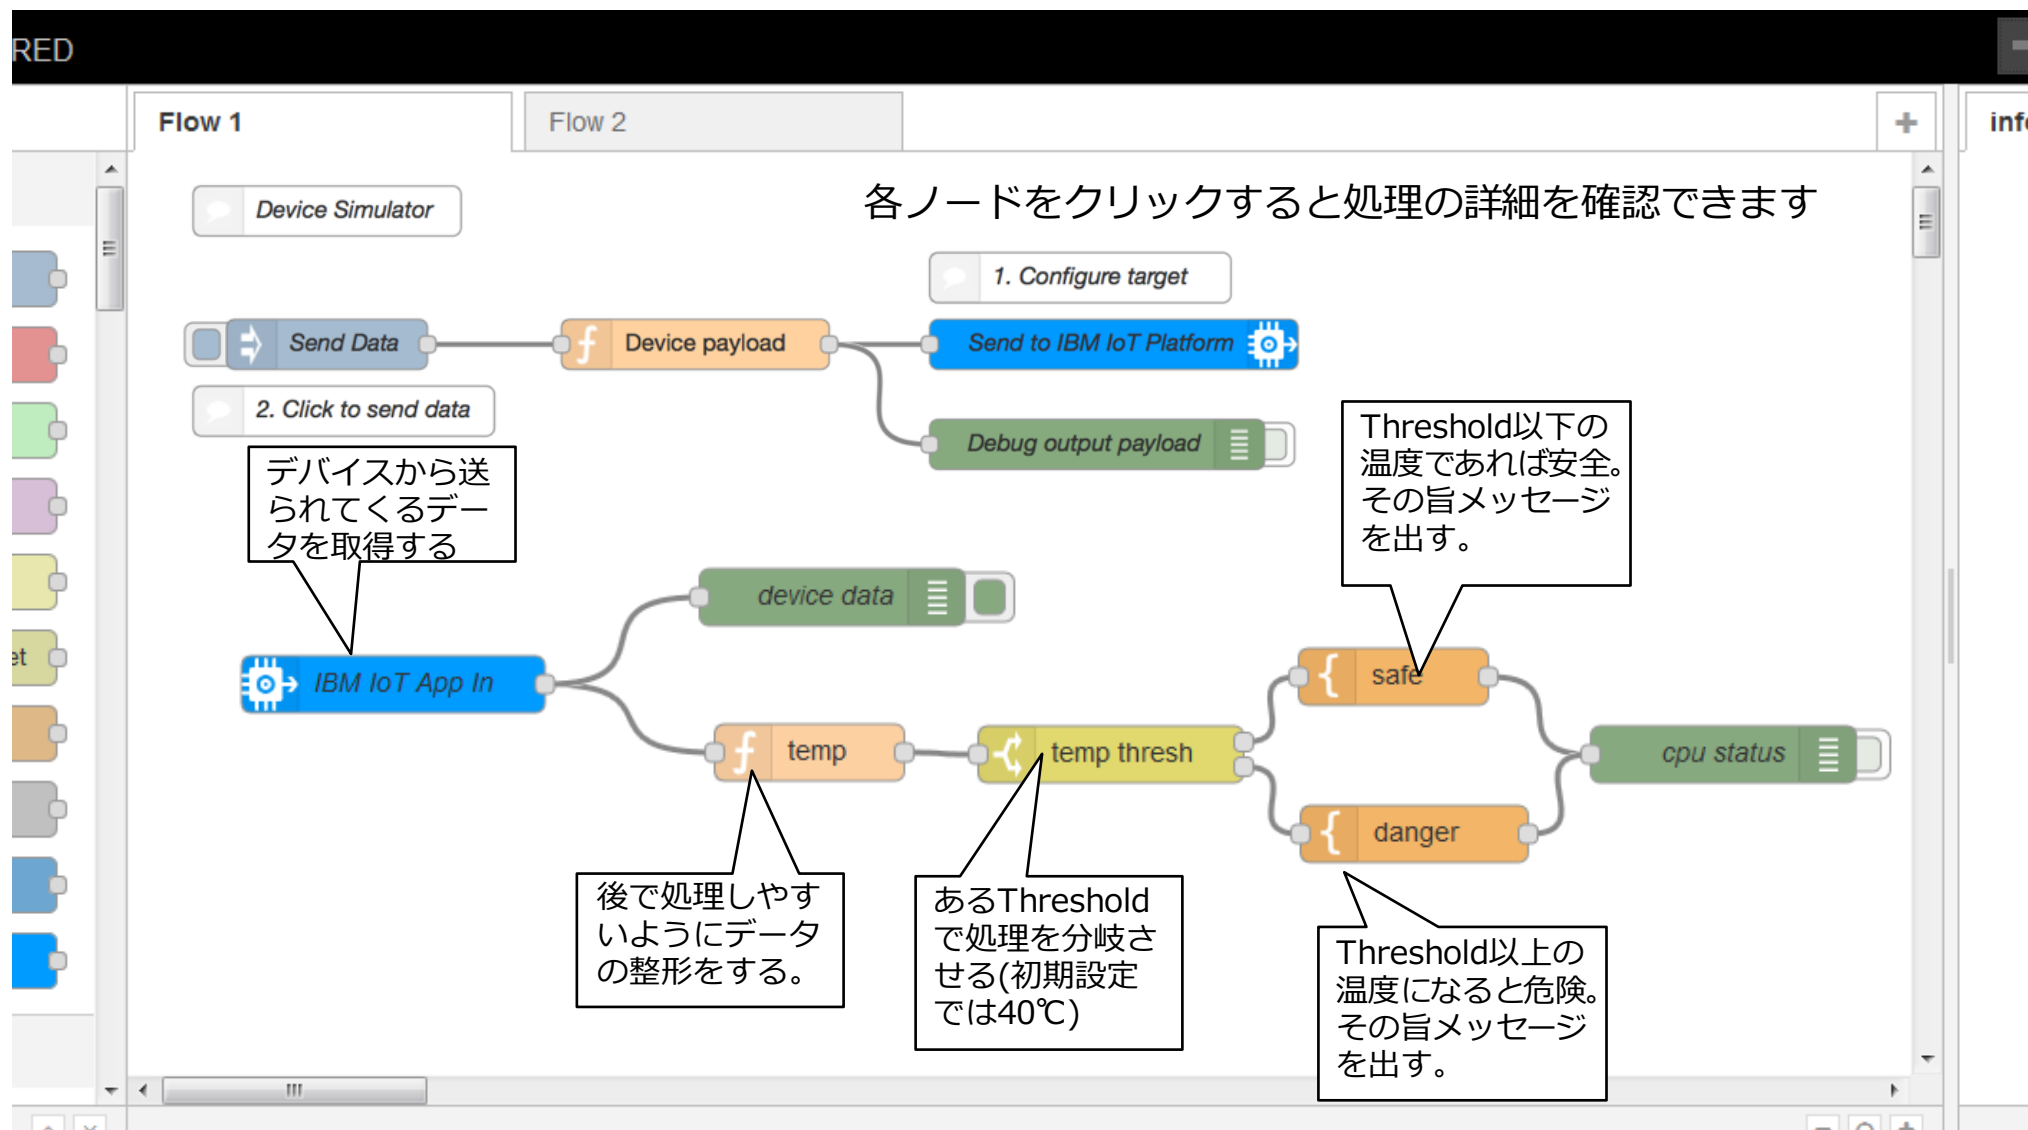 RED
Flow 1
Flow 2
Device Simulator
各ノードをクリックすると処理の詳細を確認できます
1. Configure target
Send Data
Device payload
Send to IBM IoT Platform
2. Click to send data
Debug output payload
デバイスから送
られてくるデー
タを取得する
Threshold以下の
温度であれば安全。
その旨メッセージ
を出す。
device data
IBM IoT App In
safe
temp
temp thresh
cpu status
danger
後で処理しやす
いようにデータ
の整形をする。
あるThreshold
で処理を分岐さ
せる(初期設定
では40℃)
Threshold以上の
温度になると危険。
その旨メッセージ
を出す。